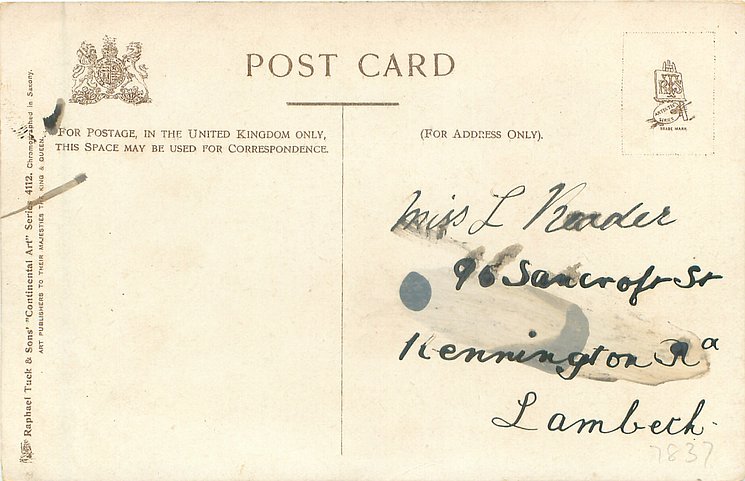 POST CARD
FOR POSTAGE, IN THE UNITED KINGDOM ONLY,
THIS SPACE MAY BE USED FOR CORRESPONDENCE.
(FOR ADDRESS ONLY).
TRADE MARK
Raphael Tuck & Sons' "Continental Art" Series 4112. Chromographed in Saxony.
ART PUBLISHERS TO THEIR MAJESTIES THE KING & QUEEN.
Miss L Reader
96 Sancroft St
Kennington Rd
Lambeth.
7837